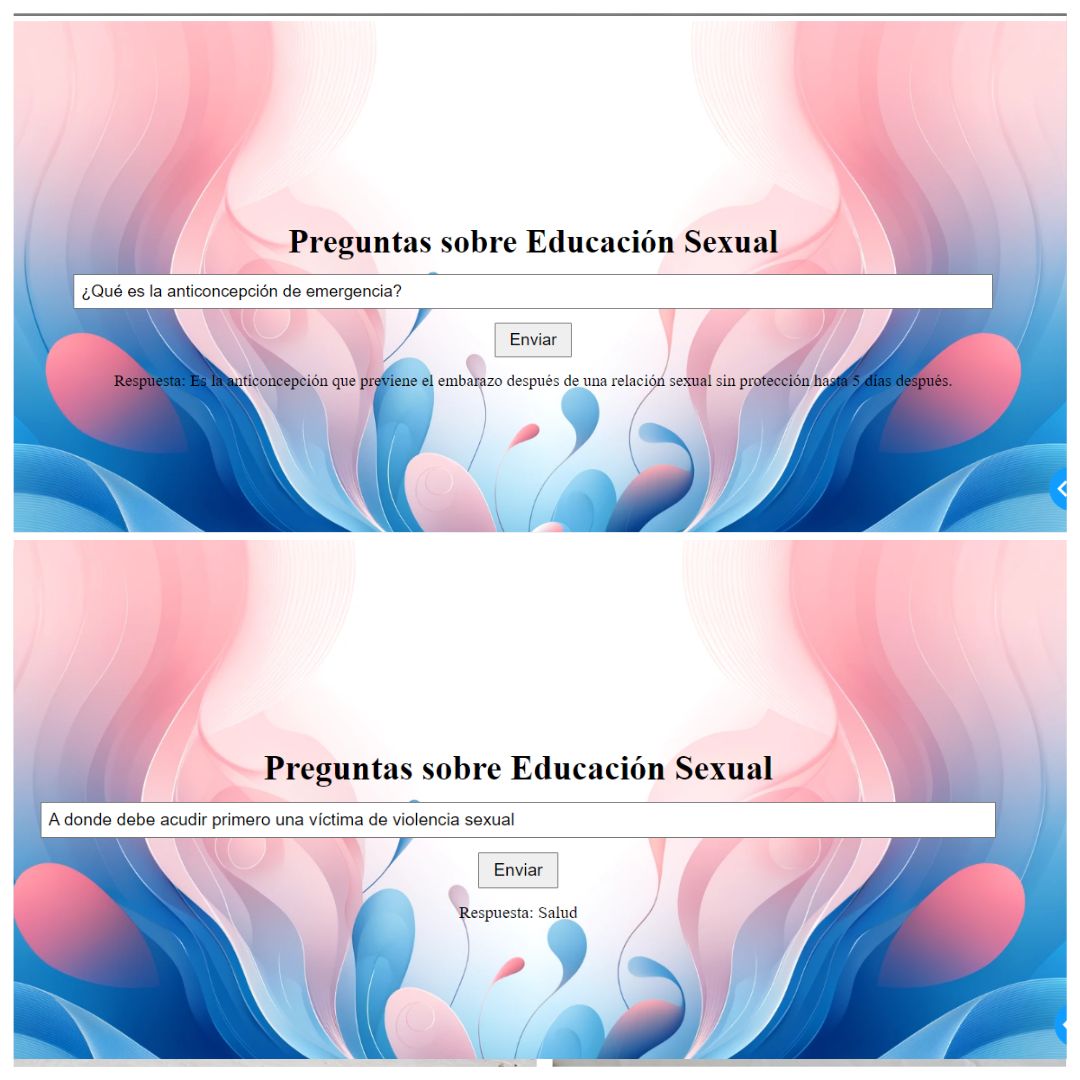 Preguntas sobre Educación Sexual
¿Qué es la anticoncepción de emergencia?
Enviar
Respuesta: Es la anticoncepción que previene el embarazo después de una relación sexual sin protección hasta 5 días después.
Preguntas sobre Educación Sexual
A donde debe acudir primero una víctima de violencia sexual
Enviar
Respuesta: Salud